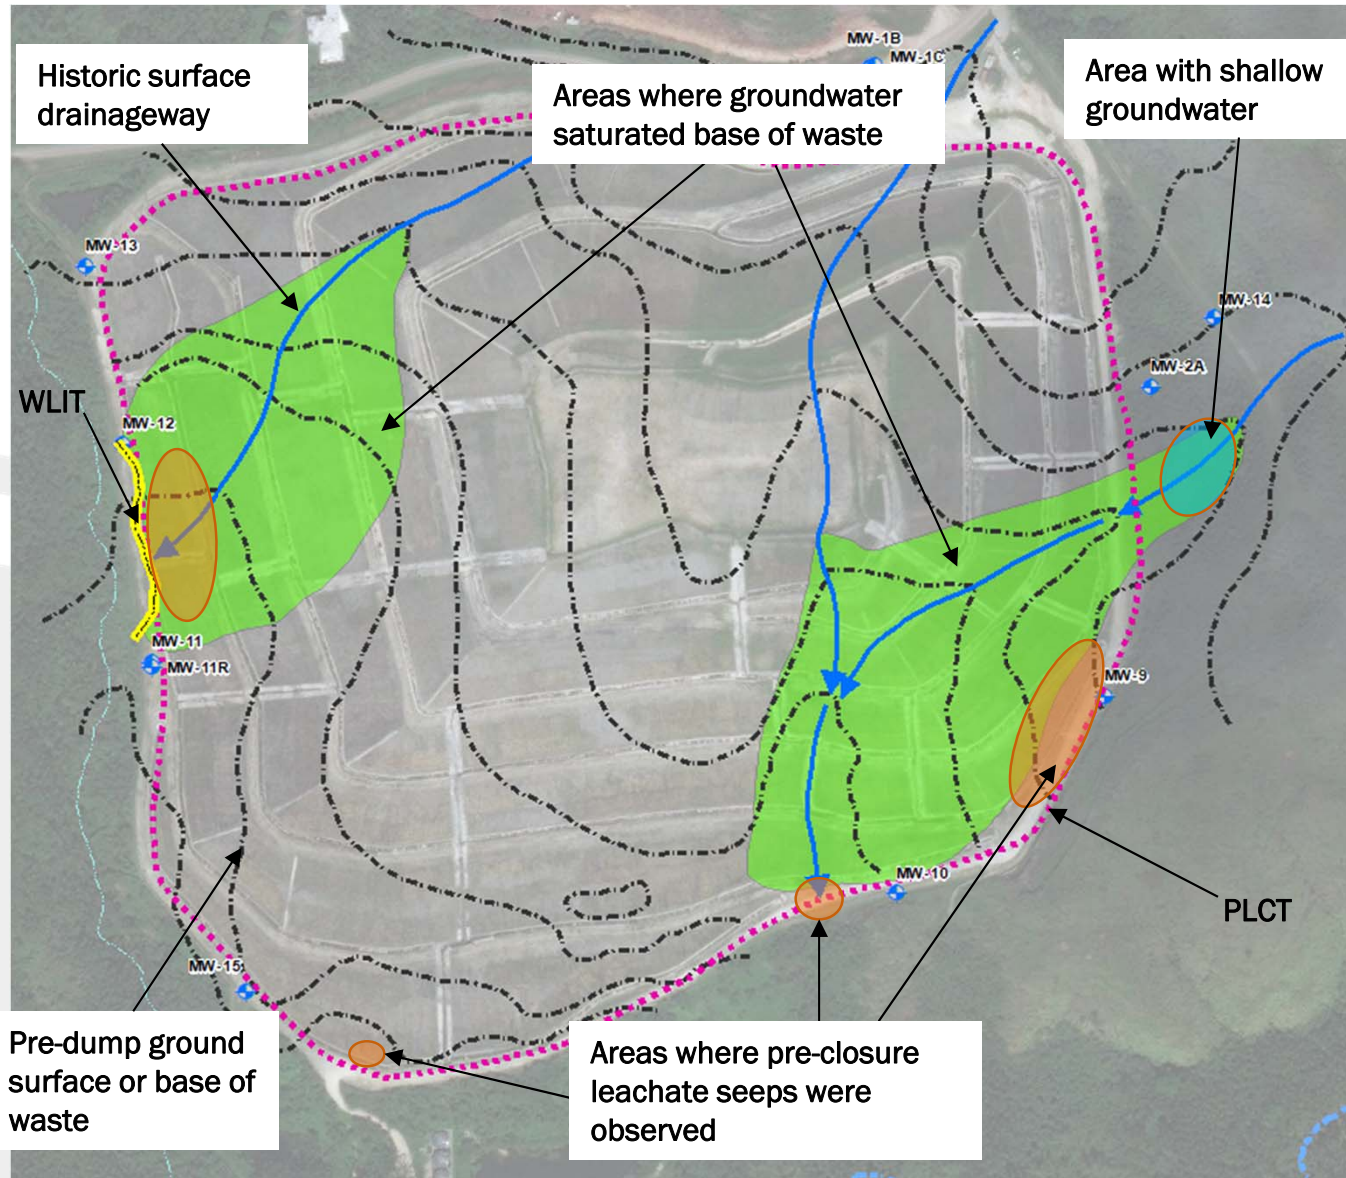 MW-1B
MW-1C
Historic surface
drainageway
Areas where groundwater
saturated base of waste
Area with shallow
groundwater
MW-13
MW-14
MW-2A
WLIT
MW-12
MW-11
MW-11R
MW-9
MW-10
PLCT
MW-15
Pre-dump ground
surface or base of
waste
Areas where pre-closure
leachate seeps were
observed